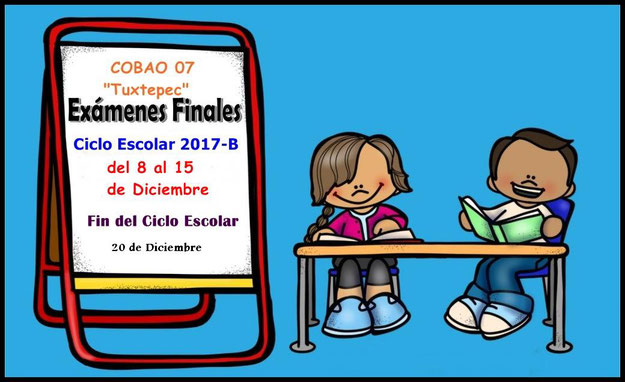 COBAO 07
"Tuxtepec"
Exámenes Finales
Ciclo Escolar 2017-B
del 8 al 15
de Diciembre
Fin del Ciclo Escolar
20 de Diciembre